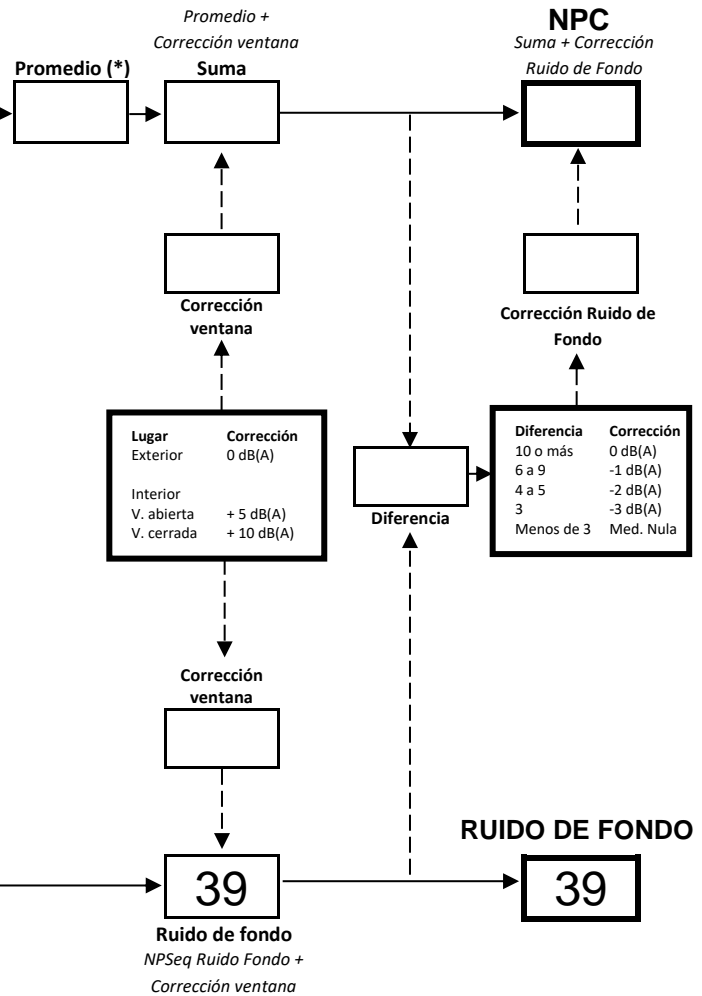 Promedio +
Corrección ventana
NPC
Suma + Corrección
Ruido de Fondo
Promedio (*)
Suma
Corrección
ventana
Corrección Ruido de
Fondo
Lugar Corrección
Exterior 0 dB(A)
Interior
V. abierta + 5 dB(A)
V. cerrada + 10 dB(A)
Diferencia
Diferencia Corrección
10 o más 0 dB(A)
6 a 9 -1 dB(A)
4 a 5 -2 dB(A)
3 -3 dB(A)
Menos de 3 Med. Nula
Corrección
ventana
RUIDO DE FONDO
39
39
Ruido de fondo
NPSeq Ruido Fondo +
Corrección ventana